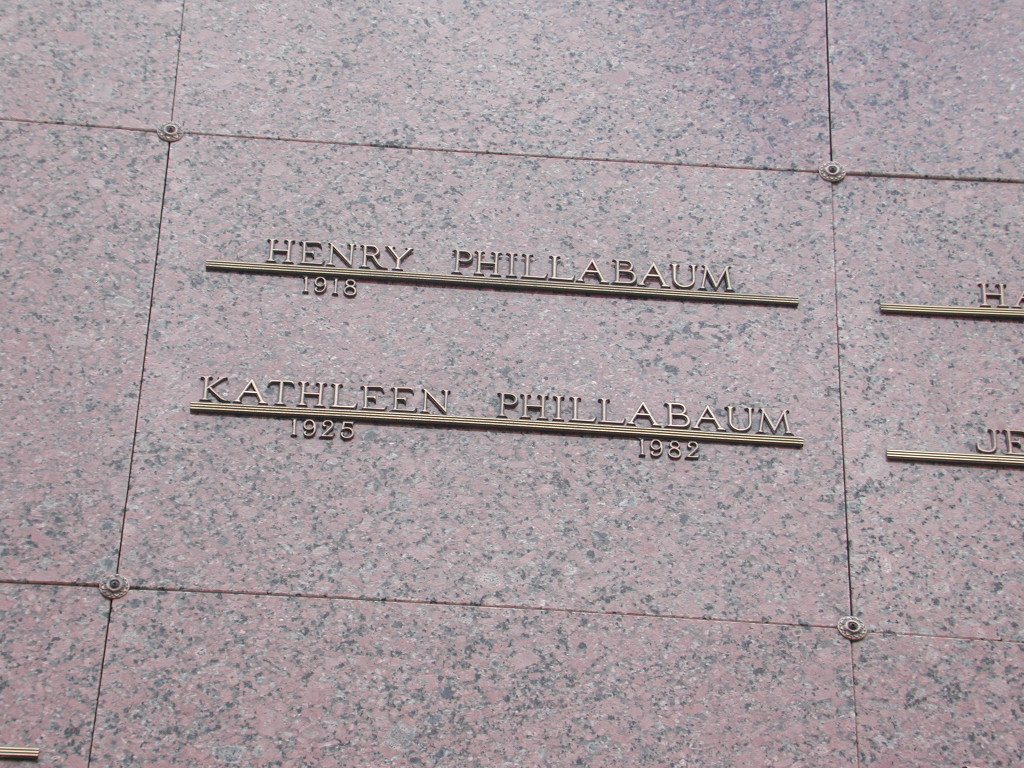 HENRY PHILLABAUM
1918
KATHLEEN PHILLABAUM
1925 1982